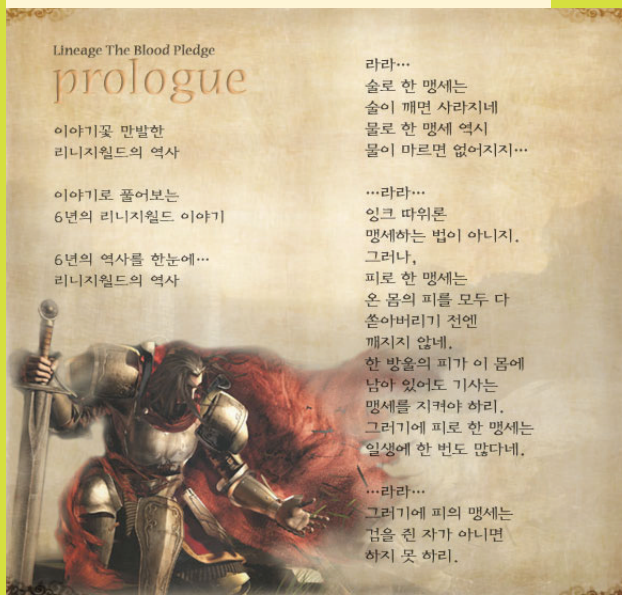 Lineage The Blood Pledge
prologue
이야기꽃 만발한
리니지월드의 역사
이야기로 풀어보는
6년의 리니지월드 이야기
6년의 역사를 한눈에…
리니지월드의 역사
라라…
술로 한 맹세는
술이 깨면 사라지네
물로 한 맹세 역시
물이 마르면 없어지지…
…라라…
잉크 따위론
맹세하는 법이 아니지.
그러나,
피로 한 맹세는
온 몸의 피를 모두 다
쏟아버리기 전엔
깨지지 않네.
한 방울의 피가 이 몸에
남아 있어도 기사는
맹세를 지켜야 하리.
그러기에 피로 한 맹세는
일생에 한 번도 많다네.
…라라…
그러기에 피의 맹세는
검을 쥔 자가 아니면
하지 못 하리.